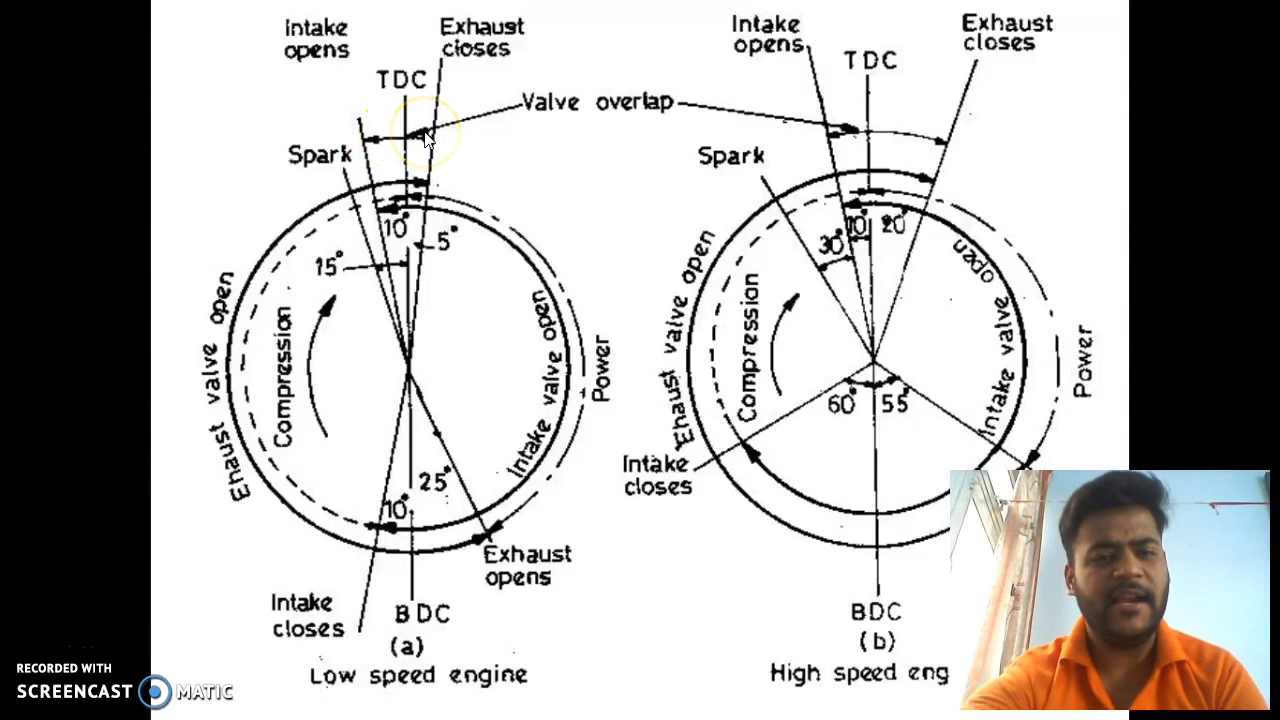 Intake
opens
Exhaust
closes
TDC
Valve overlap
Spark
10°
5°
15°
Ehaust valve open
Compression
Intake valve open
Power
25°
10°
Exhaust
opens
Intake
closes
BDC
(a)
Low speed engine
Intake
opens
Exhaust
closes
TDC
Spark
30°
10°
20°
Ehaust valve open
Compression
open
Intake valve
Power
60°
55°
Intake
closes
BDC
(b)
High speed eng
RECORDED WITH
SCREENCAST MATIC